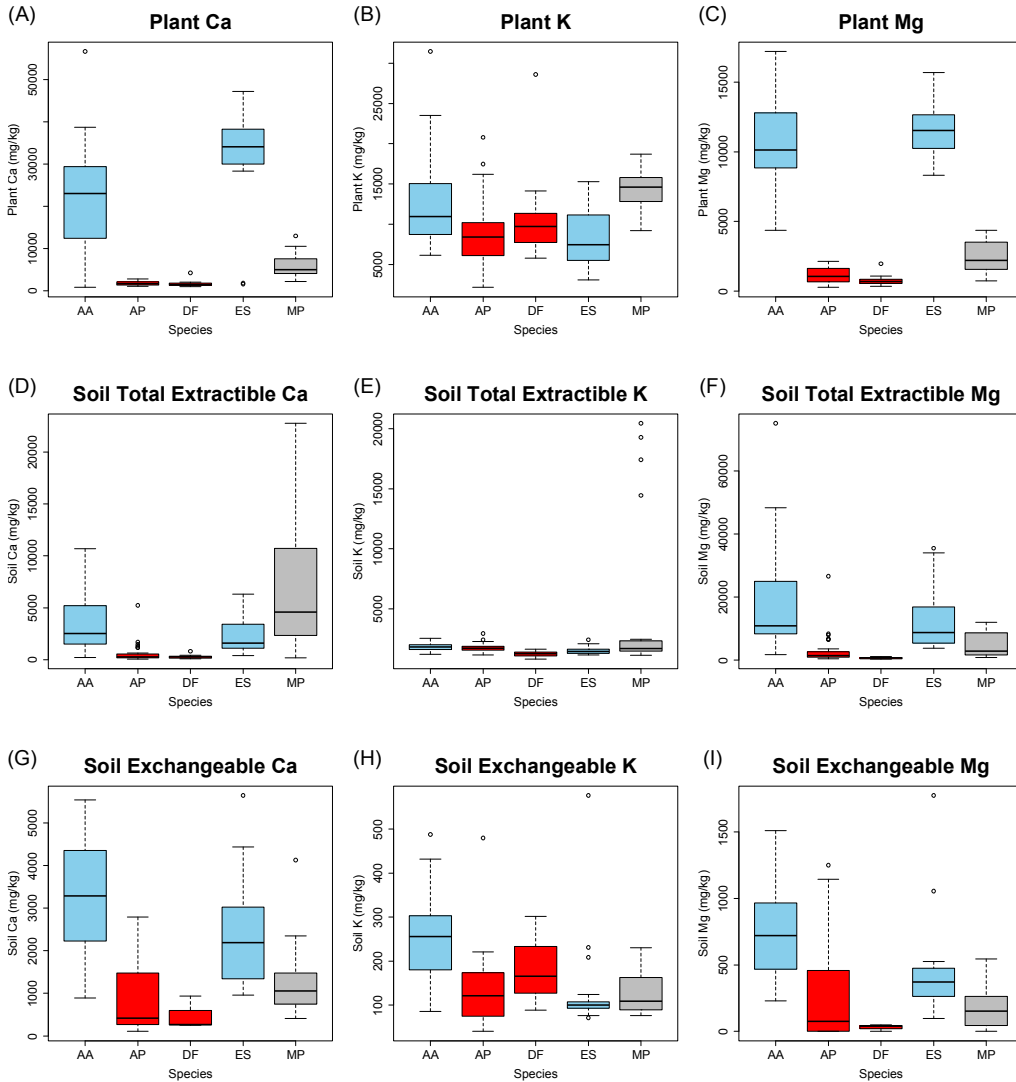 (A) Plant Ca
Plant Ca (mg/kg)
0 10000 30000 50000
AA AP DF ES MP
Species
(B) Plant K
Plant K (mg/kg)
5000 15000 25000
AA AP DF ES MP
Species
(C) Plant Mg
Plant Mg (mg/kg)
0 5000 10000 15000
AA AP DF ES MP
Species
(D) Soil Total Extractible Ca
Soil Ca (mg/kg)
0 5000 10000 15000 20000
AA AP DF ES MP
Species
(E) Soil Total Extractible K
Soil K (mg/kg)
5000 10000 15000 20000
AA AP DF ES MP
Species
(F) Soil Total Extractible Mg
Soil Mg (mg/kg)
0 20000 40000 60000
AA AP DF ES MP
Species
(G) Soil Exchangeable Ca
Soil Ca (mg/kg)
0 1000 2000 3000 4000 5000
AA AP DF ES MP
Species
(H) Soil Exchangeable K
Soil K (mg/kg)
100 200 300 400 500
AA AP DF ES MP
Species
(I) Soil Exchangeable Mg
Soil Mg (mg/kg)
0 500 1000 1500
AA AP DF ES MP
Species